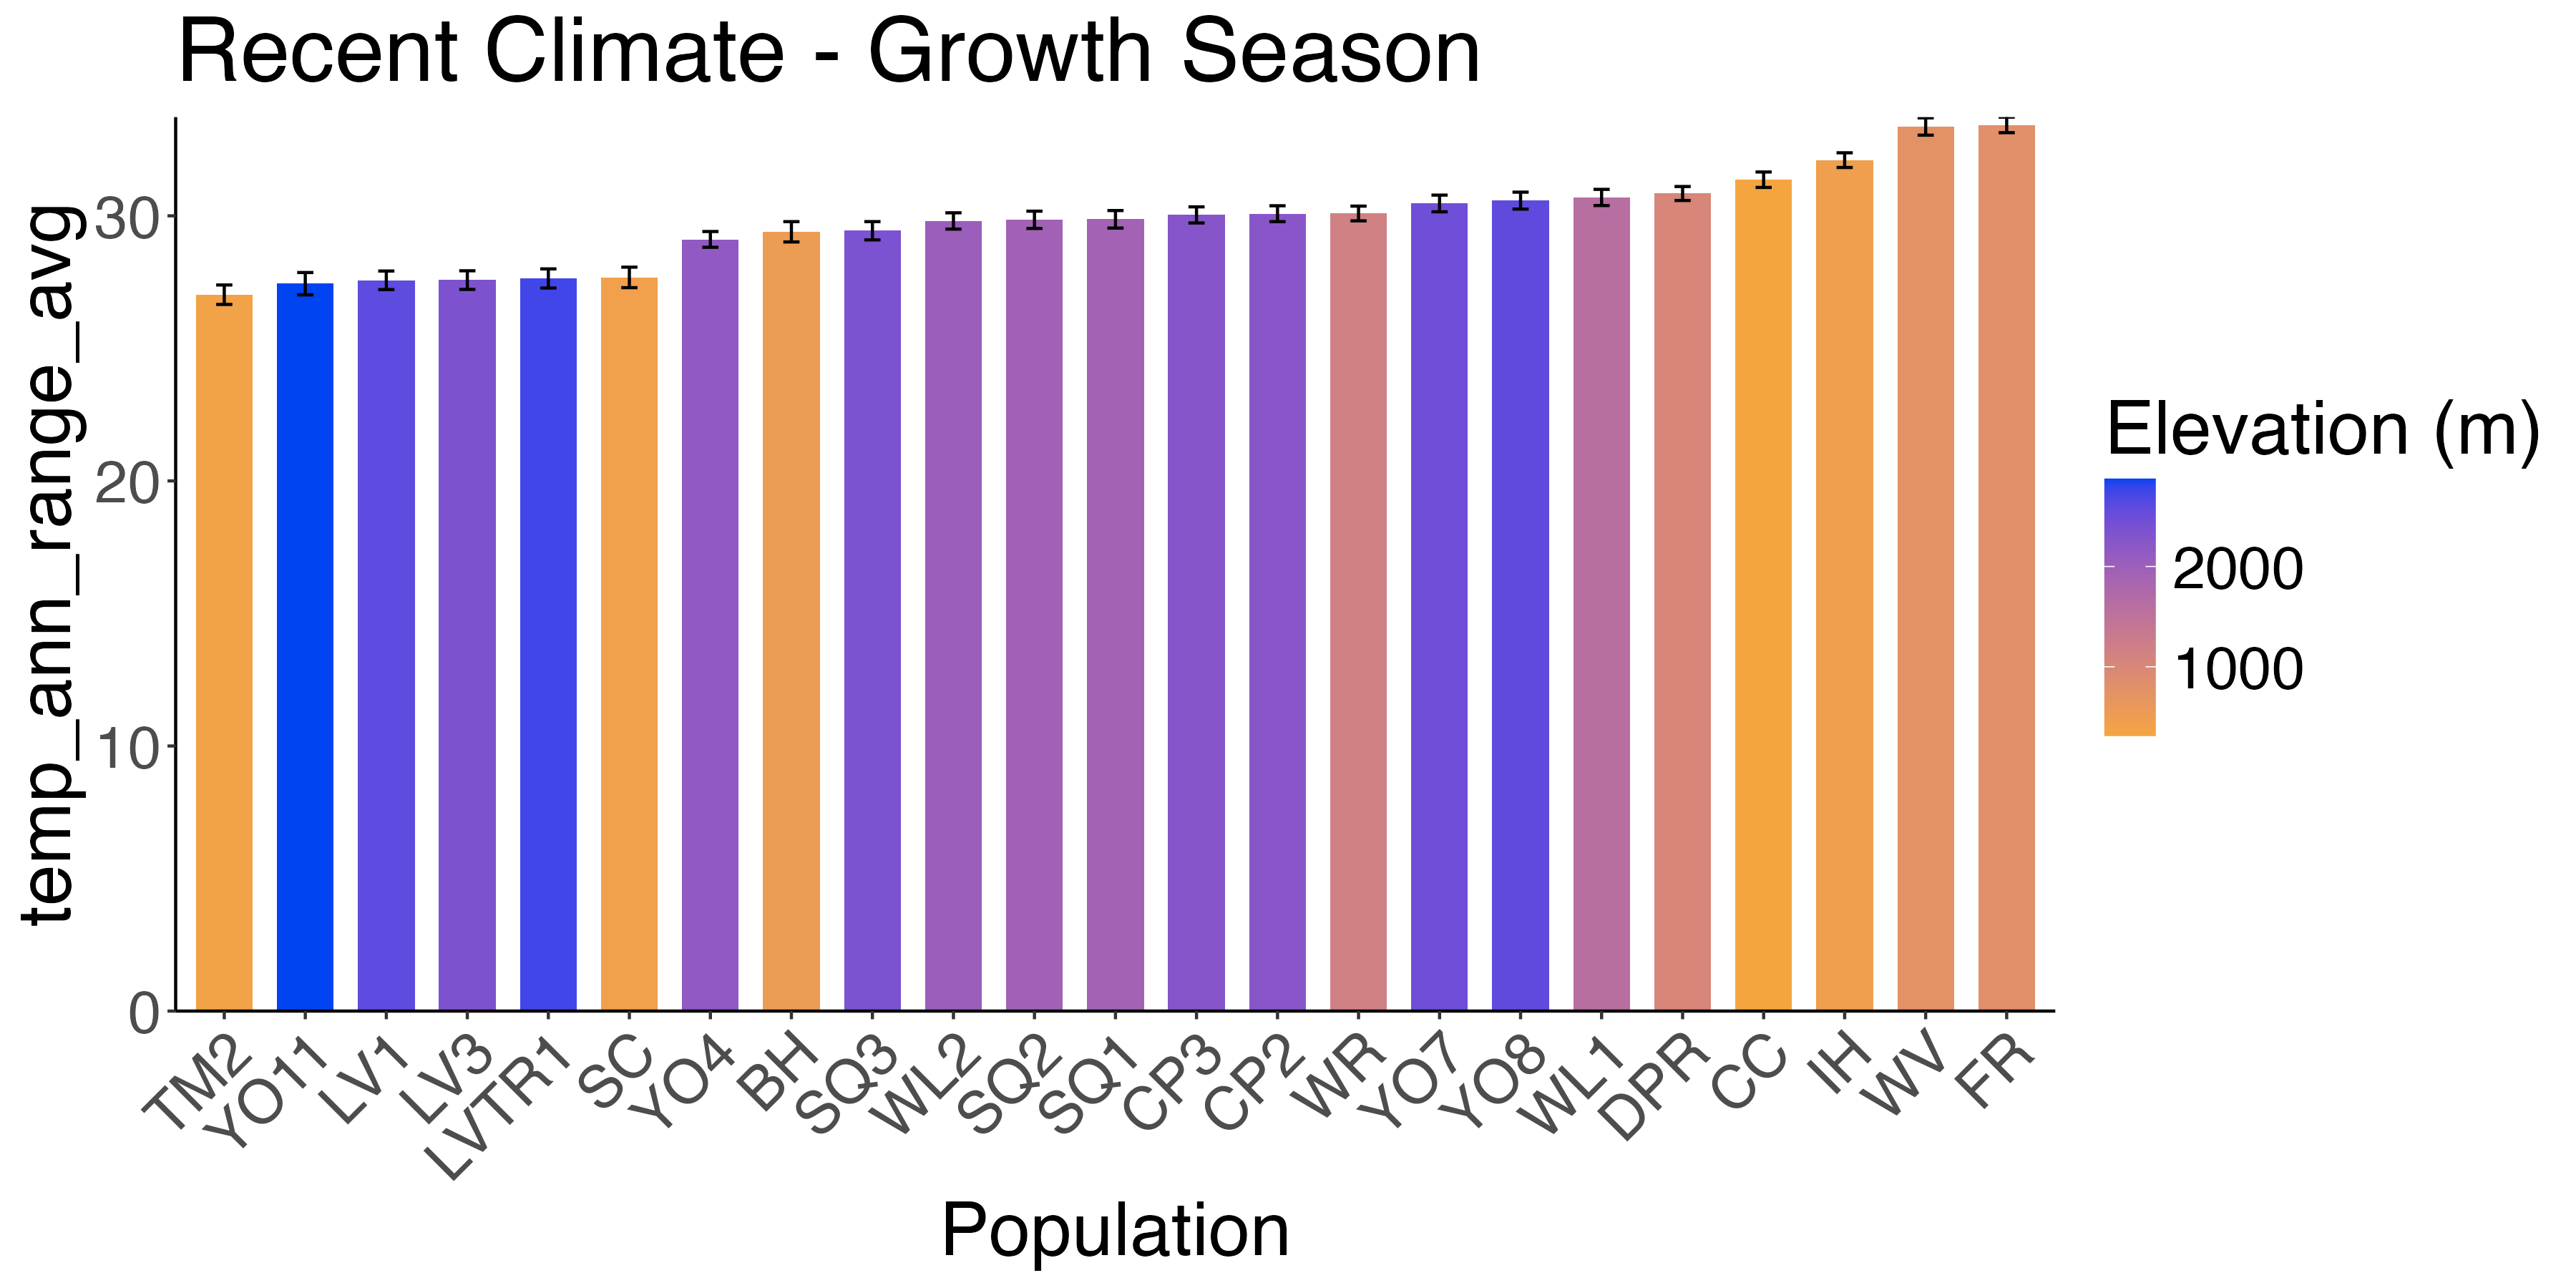 Recent Climate - Growth Season
temp_ann_range_avg
30
20
10
0
TM2
YO11
LV1
LV3
LVTR1
SC
YO4
BH
SQ3
WL2
SQ2
SQ1
CP3
CP2
WR
YO7
YO8
WL1
DPR
CC
IH
WV
FR
Population
Elevation (m)
2000
1000